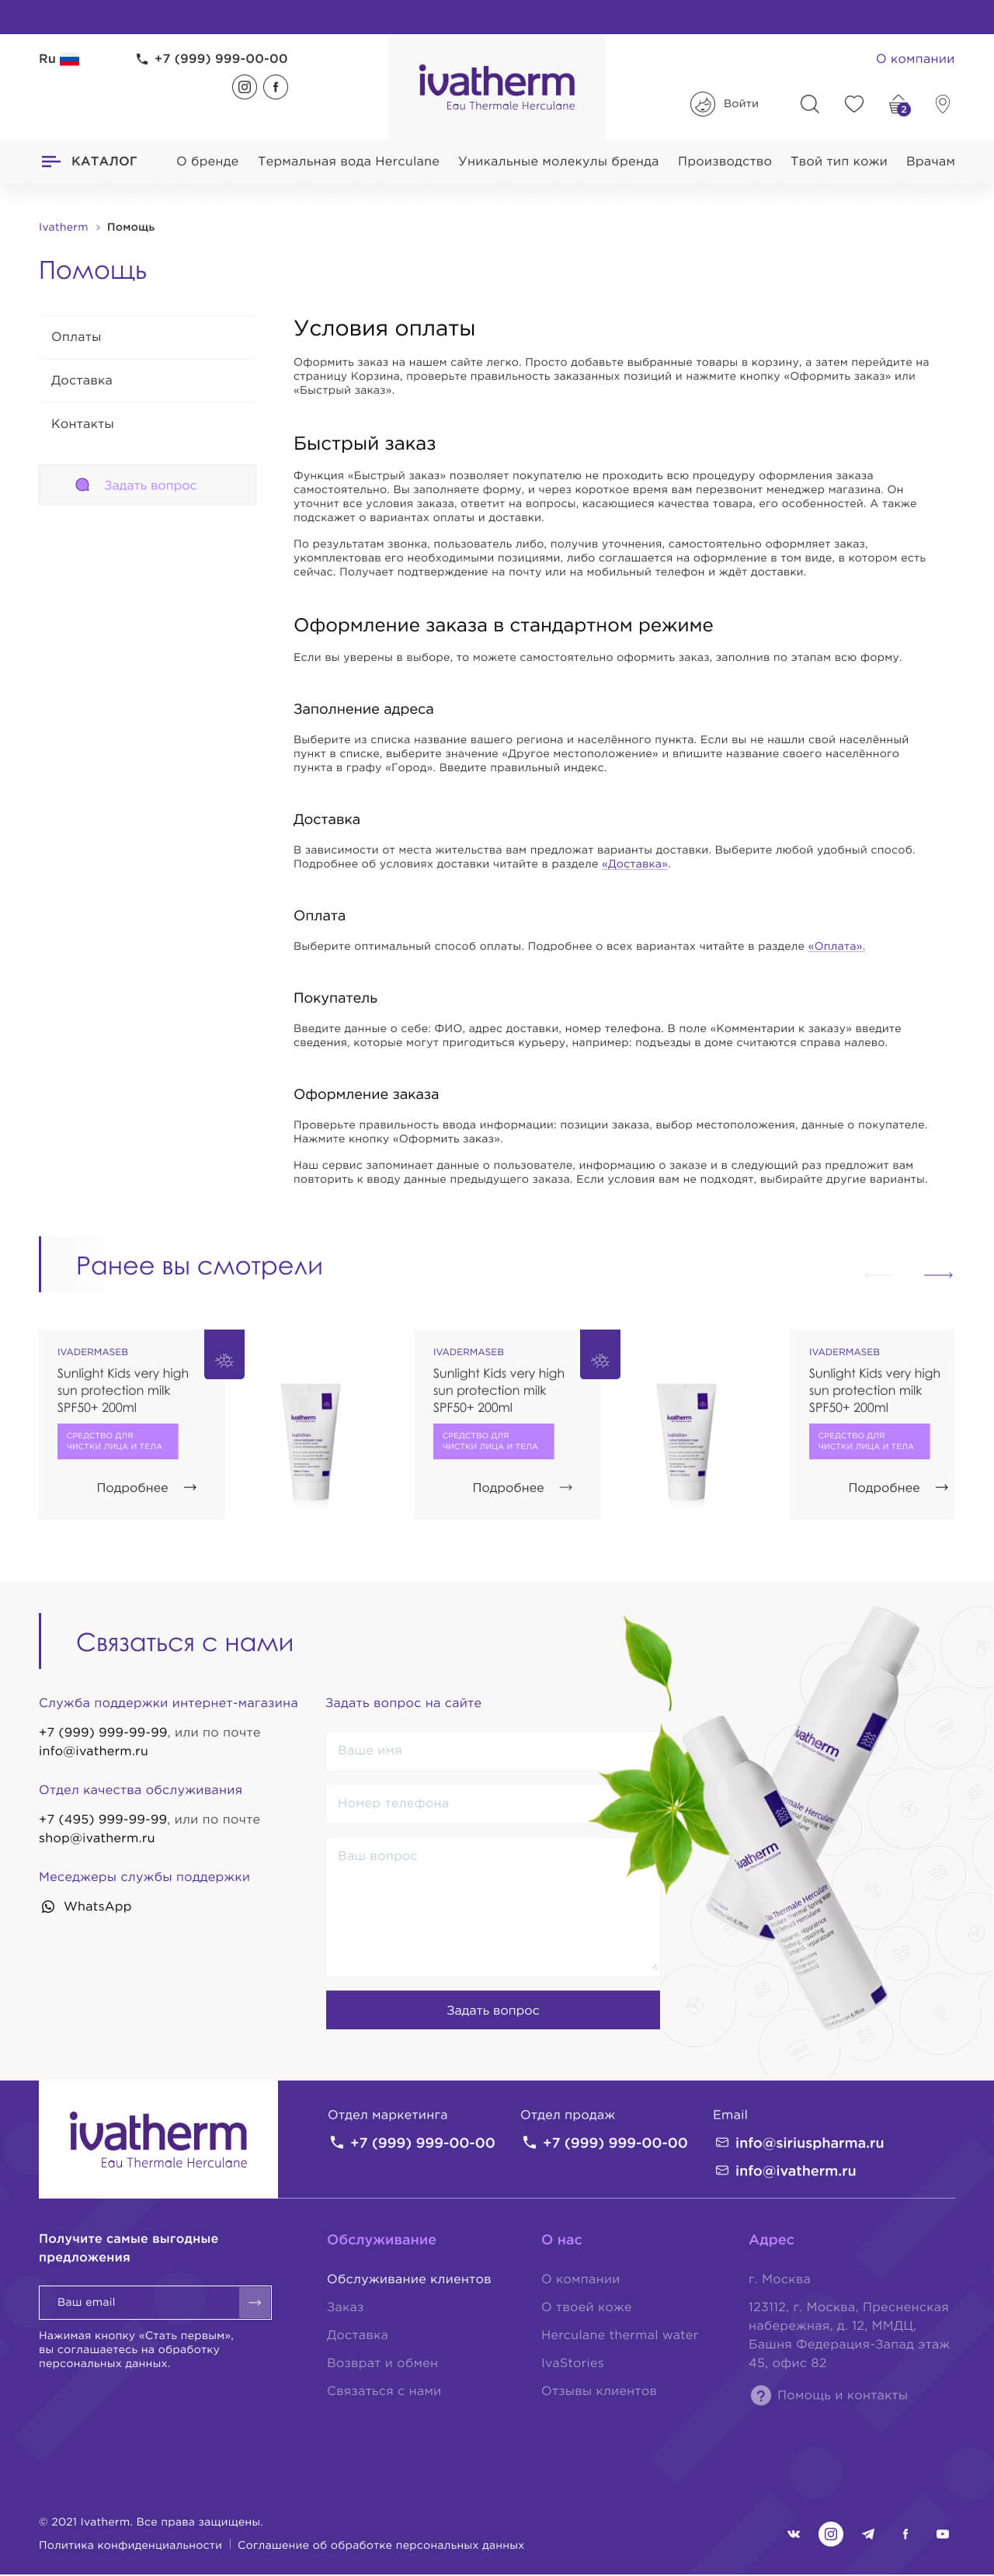 Ru
+7 (999) 999-00-00
ivatherm
Eau Thermale Herculane
О компании
Войти
2
КАТАЛОГ
О бренде
Термальная вода Herculane
Уникальные молекулы бренда
Производство
Твой тип кожи
Врачам
Ivatherm > Помощь
Помощь
Оплаты
Доставка
Контакты
Задать вопрос
Условия оплаты
Оформить заказ на нашем сайте легко. Просто добавьте выбранные товары в корзину, а затем перейдите на
страницу Корзина, проверьте правильность заказанных позиций и нажмите кнопку «Оформить заказ» или
«Быстрый заказ».
Быстрый заказ
Функция «Быстрый заказ» позволяет покупателю не проходить всю процедуру оформления заказа
самостоятельно. Вы заполняете форму, и через короткое время вам перезвонит менеджер магазина. Он
уточнит все условия заказа, ответит на вопросы, касающиеся качества товара, его особенностей. А также
подскажет о вариантах оплаты и доставки.
По результатам звонка, пользователь либо, получив уточнения, самостоятельно оформляет заказ,
укомплектовав его необходимыми позициями, либо соглашается на оформление в том виде, в котором есть
сейчас. Получает подтверждение на почту или на мобильный телефон и ждёт доставки.
Оформление заказа в стандартном режиме
Если вы уверены в выборе, то можете самостоятельно оформить заказ, заполнив по этапам всю форму.
Заполнение адреса
Выберите из списка название вашего региона и населённого пункта. Если вы не нашли свой населённый
пункт в списке, выберите значение «Другое местоположение» и впишите название своего населённого
пункта в графу «Город». Введите правильный индекс.
Доставка
В зависимости от места жительства вам предложат варианты доставки. Выберите любой удобный способ.
Подробнее об условиях доставки читайте в разделе «Доставка».
Оплата
Выберите оптимальный способ оплаты. Подробнее о всех вариантах читайте в разделе «Оплата».
Покупатель
Введите данные о себе: ФИО, адрес доставки, номер телефона. В поле «Комментарии к заказу» введите
сведения, которые могут пригодиться курьеру, например: подъезды в доме считаются справа налево.
Оформление заказа
Проверьте правильность ввода информации: позиции заказа, выбор местоположения, данные о покупателе.
Нажмите кнопку «Оформить заказ».
Наш сервис запоминает данные о пользователе, информацию о заказе и в следующий раз предложит вам
повторить к вводу данные предыдущего заказа. Если условия вам не подходят, выбирайте другие варианты.
Ранее вы смотрели
IVADERMASEB
Sunlight Kids very high
sun protection milk
SPF50+ 200ml
СРЕДСТВО ДЛЯ
ЧИСТКИ ЛИЦА И ТЕЛА
Подробнее
ivatherm
IVADERMASEB
Sunlight Kids very high
sun protection milk
SPF50+ 200ml
СРЕДСТВО ДЛЯ
ЧИСТКИ ЛИЦА И ТЕЛА
Подробнее
ivatherm
IVADERMASEB
Sunlight Kids very high
sun protection milk
SPF50+ 200ml
СРЕДСТВО ДЛЯ
ЧИСТКИ ЛИЦА И ТЕЛА
Подробнее
Связаться с нами
Служба поддержки интернет-магазина
+7 (999) 999-99-99, или по почте
info@ivatherm.ru
Отдел качества обслуживания
+7 (495) 999-99-99, или по почте
shop@ivatherm.ru
Меседжеры службы поддержки
WhatsApp
Задать вопрос на сайте
Ваше имя
Номер телефона
Ваш вопрос
Задать вопрос
ivatherm
ivatherm
ivatherm
Eau Thermale Herculane
Отдел маркетинга
+7 (999) 999-00-00
Отдел продаж
+7 (999) 999-00-00
Email
info@siriuspharma.ru
info@ivatherm.ru
Получите самые выгодные
предложения
Ваш email
Нажимая кнопку «Стать первым»,
вы соглашаетесь на обработку
персональных данных.
Обслуживание
Обслуживание клиентов
Заказ
Доставка
Возврат и обмен
Связаться с нами
О нас
О компании
О твоей коже
Herculane thermal water
IvaStories
Отзывы клиентов
Адрес
г. Москва
123112, г. Москва, Пресненская
набережная, д. 12, ММДЦ,
Башня Федерация-Запад этаж
45, офис 82
Помощь и контакты
© 2021 Ivatherm. Все права защищены.
Политика конфиденциальности | Соглашение об обработке персональных данных